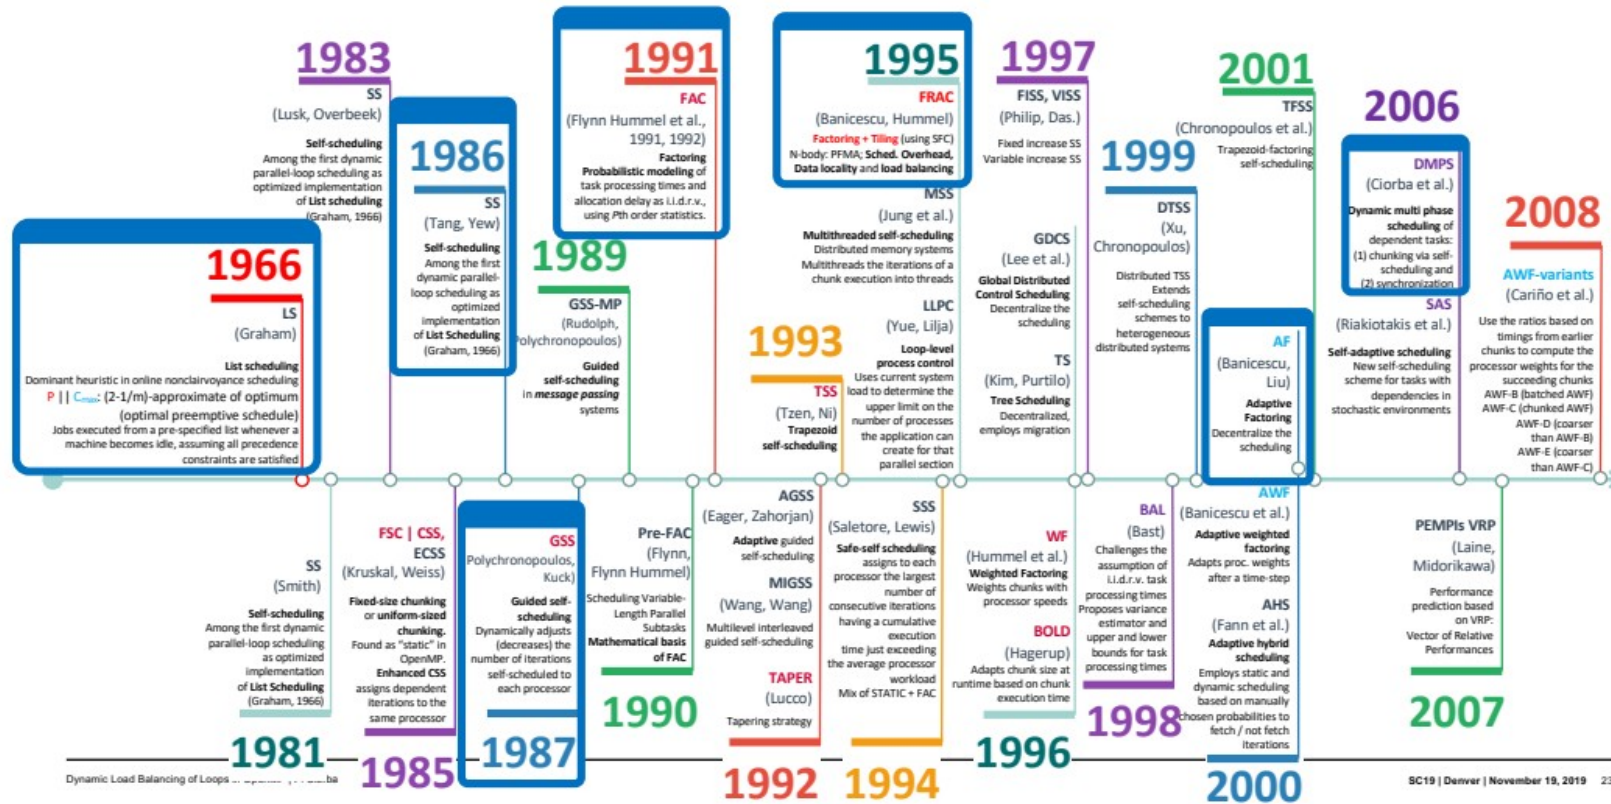 1983
SS
(Lusk, Overbeek)
Self-scheduling
Among the first dynamic
parallel-loop scheduling as
optimized implementation
of List scheduling
(Graham, 1966)
1966
LS
(Graham)
List scheduling
Dominant heuristic in online nonclairvoyance scheduling
P || Cmax: (2-1/m)-approximate of optimum
(optimal preemptive schedule)
Jobs executed from a pre-specified list whenever a
machine becomes idle, assuming all precedence
constraints are satisfied
1986
SS
(Tang, Yew)
Self-scheduling
Among the first
dynamic parallel-
loop scheduling as
optimized
implementation
of List Scheduling
(Graham, 1966)
1991
FAC
(Flynn Hummel et al.,
1991, 1992)
Factoring
Probabilistic modeling of
task processing times and
allocation delay as i.i.d.r.v.,
using Pth order statistics.
1989
GSS-MP
(Rudolph,
Polychronopoulos)
Guided
self-scheduling
in message passing
systems
1993
TSS
(Tzen, Ni)
Trapezoid
self-scheduling
1995
FRAC
(Banicescu, Hummel)
Factoring + Tiling (using SFC)
N-body: PFMA; Sched. Overhead,
Data locality and load balancing
MSS
(Jung et al.)
Multithreaded self-scheduling
Distributed memory systems
Multithreads the iterations of a
chunk execution into threads
LLPC
(Yue, Lilja)
Loop-level
process control
Uses current system
load to determine the
upper limit on the
number of processes
the application can
create for that
parallel section
1997
FISS, VISS
(Philip, Das.)
Fixed increase SS
Variable increase SS
GDCS
(Lee et al.)
Global Distributed
Control Scheduling
Decentralize the
scheduling
TS
(Kim, Purtilo)
Tree Scheduling
Decentralized,
employs migration
1999
DTSS
(Xu,
Chronopoulos)
Distributed TSS
Extends
self-scheduling
schemes to
heterogeneous
distributed systems
2001
TFSS
(Chronopoulos et al.)
Trapezoid-factoring
self-scheduling
AF
(Banicescu,
Liu)
Adaptive
Factoring
Decentralize the
scheduling
2006
DMPS
(Ciorba et al.)
Dynamic multi phase
scheduling of
dependent tasks:
(1) chunking via self-
scheduling and
(2) synchronization
SAS
(Riakiotakis et al.)
Self-adaptive scheduling
New self-scheduling
scheme for tasks with
dependencies in
stochastic environments
2008
AWF-variants
(Cariño et al.)
Use the ratios based on
timings from earlier
chunks to compute the
processor weights for the
succeeding chunks
AWF-B (batched AWF)
AWF-C (chunked AWF)
AWF-D (coarser
than AWF-B)
AWF-E (coarser
than AWF-C)
SS
(Smith)
Self-scheduling
Among the first dynamic
parallel-loop scheduling
as optimized
implementation
of List Scheduling
(Graham, 1966)
1981
FSC | CSS,
ECSS
(Kruskal, Weiss)
Fixed-size chunking
or uniform-sized
chunking.
Found as "static" in
OpenMP.
Enhanced CSS
assigns dependent
iterations to the
same processor
1985
GSS
Polychronopoulos,
Kuck)
Guided self-
scheduling
Dynamically adjusts
(decreases) the
number of iterations
self-scheduled to
each processor
1987
Pre-FAC
(Flynn,
Flynn Hummel)
Scheduling Variable-
Length Parallel
Subtasks
Mathematical basis
of FAC
1990
AGSS
(Eager, Zahorjan)
Adaptive guided
self-scheduling
MIGSS
(Wang, Wang)
Multilevel interleaved
guided self-scheduling
TAPER
(Lucco)
Tapering strategy
1992
SSS
(Saletore, Lewis)
Safe-self scheduling
assigns to each
processor the largest
number of
consecutive iterations
having a cumulative
execution
time just exceeding
the average processor
workload
Mix of STATIC + FAC
1994
WF
(Hummel et al.)
Weighted Factoring
Weights chunks with
processor speeds
BOLD
(Hagerup)
Adapts chunk size at
runtime based on chunk
execution time
1996
BAL
(Bast)
Challenges the
assumption of
i.i.d.r.v. task
processing times
Proposes variance
estimator and
upper and lower
bounds for task
processing times
1998
AWF
(Banicescu et al.)
Adaptive weighted
factoring
Adapts proc. weights
after a time-step
AHS
(Fann et al.)
Adaptive hybrid
scheduling
Employs static and
dynamic scheduling
based on manually
chosen probabilities to
fetch / not fetch
iterations
2000
PEMPIs VRP
(Laine,
Midorikawa)
Performance
prediction based
on VRP:
Vector of Relative
Performances
2007
Dynamic Load Balancing of Loops
SC19 | Denver | November 19, 2019 23